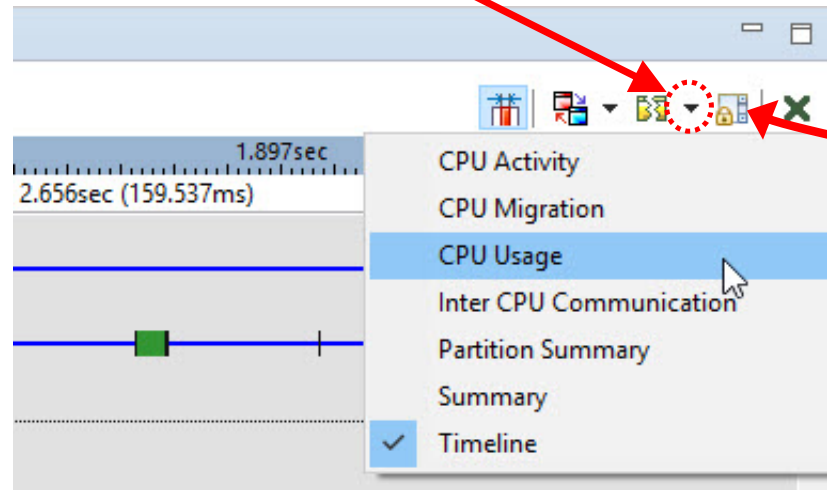 1.897sec
2.656sec (159.537ms)
CPU Activity
CPU Migration
CPU Usage
Inter CPU Communication
Partition Summary
Summary
Timeline